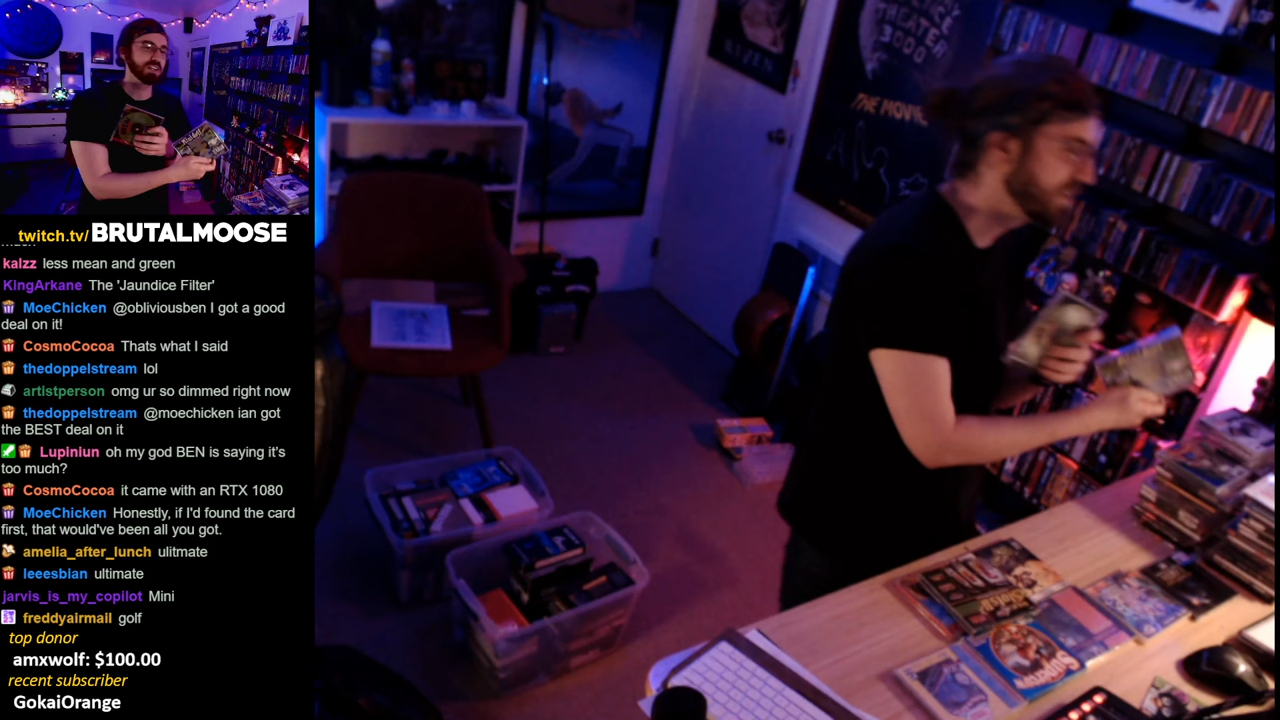 twitch.tv/BRUTALMOOSE
kalzz less mean and green
KingArkane The 'Jaundice Filter'
MoeChicken @obliviousben I got a good
deal on it!
CosmoCocoa Thats what I said
thedoppelstream lol
artistperson omg ur so dimmed right now
thedoppelstream @moechicken ian got
the BEST deal on it
Lupiniun oh my god BEN is saying it's
too much?
CosmoCocoa it came with an RTX 1080
MoeChicken Honestly, if I'd found the card
first, that would've been all you got.
amelia_after_lunch ulitmate
leeesbian ultimate
jarvis_is_my_copilot Mini
freddyairmail golf
top donor
amxwolf: $100.00
recent subscriber
GokaiOrange
THEATER
3000
THE MOVIE